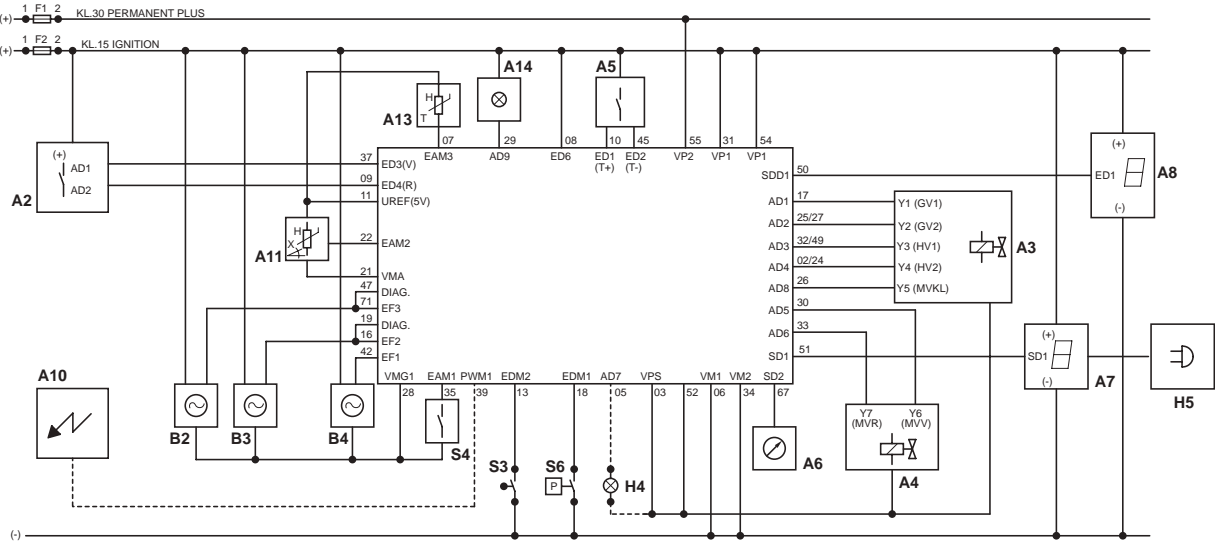 1 F1 2
(+) KL.30 PERMANENT PLUS
1 F2 2
(+) KL.15 IGNITION
A14
A5
A13
H
T
07 29 08 10 45 55 31 54
EAM3 AD9 ED6 ED1 (T+) ED2 (T-) VP2 VP1 VP1
(+)
AD1
AD2
A2
37 ED3(V)
09 ED4(R)
11 UREF(5V)
H
X
A11
22 EAM2
21 VMA
47 DIAG.
71 EF3
19 DIAG.
16 EF2
42 EF1
SDD1 50
AD1 17
AD2 25/27
AD3 32/49
AD4 02/24
AD8 26
AD5 30
AD6 33
SD1 51
(+)
ED1
(-)
A8
Y1 (GV1)
Y2 (GV2)
Y3 (HV1)
Y4 (HV2)
Y5 (MVKL)
A3
(+)
SD1
(-)
A7
H5
VMG1 EAM1 PWM1 EDM2 EDM1 AD7 VPS VM1 VM2 SD2
28 35 39 13 18 05 03 52 06 34 67
A10
B2
B3
B4
S4
S3
S6
P
H4
A6
Y7 (MVR)
Y6 (MVV)
A4
(-)